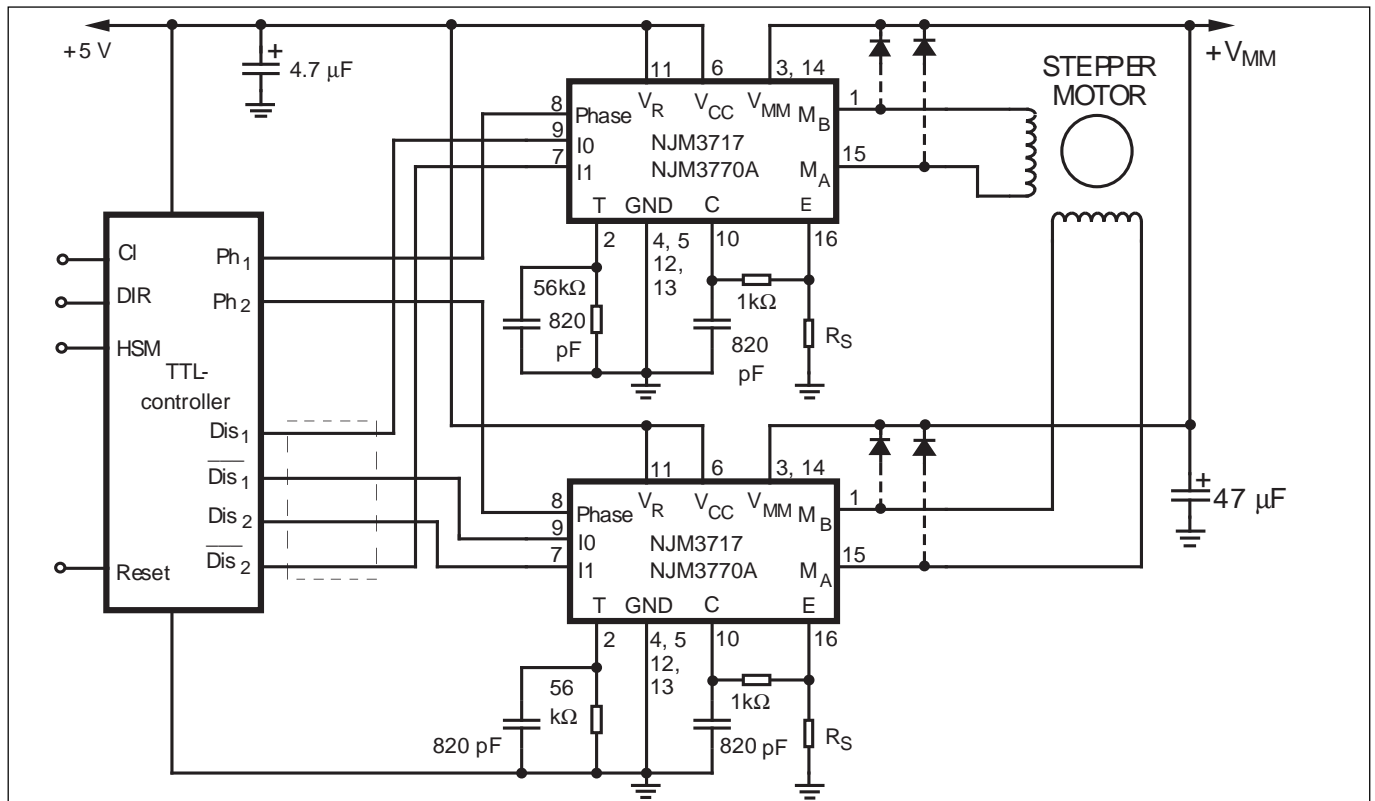 +5 V
+
4.7 µF
11
6
3, 14
+VMM
STEPPER
MOTOR
8
9
7
Phase
I0
I1
VR
VCC
VMM
MB
MA
1
15
NJM3717
NJM3770A
T
GND
C
E
2
4, 5
12,
13
10
16
56kΩ
820
pF
1kΩ
820
pF
RS
CI
DIR
HSM
TTL-
controller
Reset
Ph1
Ph2
Dis1
D̅i̅s̅1
Dis2
D̅i̅s̅2
11
6
3, 14
8
9
7
Phase
I0
I1
VR
VCC
VMM
MB
MA
1
15
NJM3717
NJM3770A
T
GND
C
E
+
47 µF
2
4, 5
12,
13
10
16
56
kΩ
820 pF
1kΩ
820 pF
RS